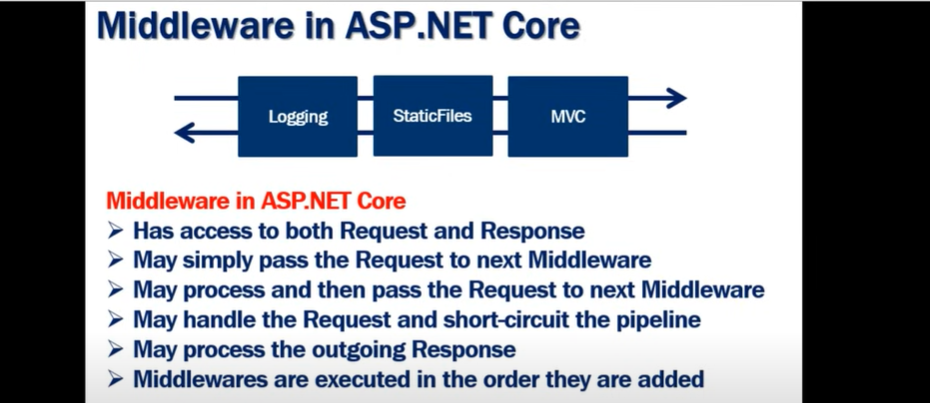 Middleware in ASP.NET Core
Logging
StaticFiles
MVC
Middleware in ASP.NET Core
➢ Has access to both Request and Response
➢ May simply pass the Request to next Middleware
➢ May process and then pass the Request to next Middleware
➢ May handle the Request and short-circuit the pipeline
➢ May process the outgoing Response
➢ Middlewares are executed in the order they are added